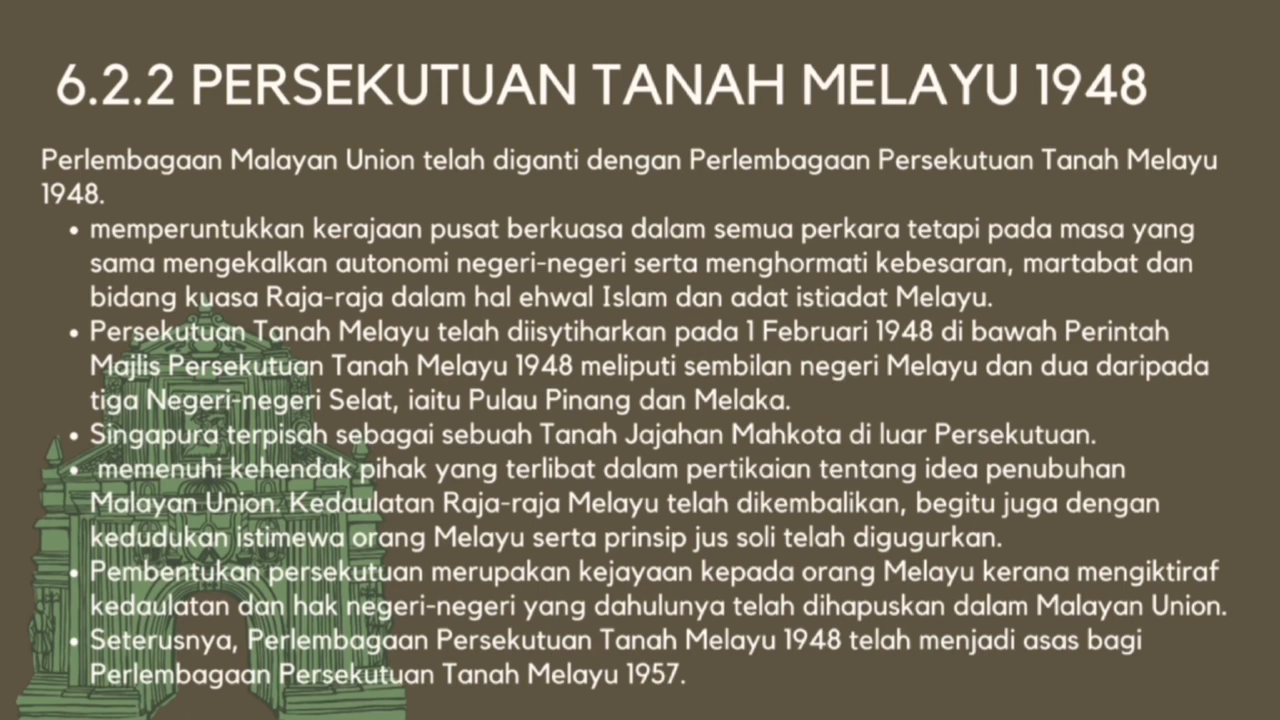 6.2.2 PERSEKUTUAN TANAH MELAYU 1948
Perlembagaan Malayan Union telah diganti dengan Perlembagaan Persekutuan Tanah Melayu
1948.
• memperuntukkan kerajaan pusat berkuasa dalam semua perkara tetapi pada masa yang
sama mengekalkan autonomi negeri-negeri serta menghormati kebesaran, martabat dan
bidang kuasa Raja-raja dalam hal ehwal Islam dan adat istiadat Melayu.
• Persekutuan Tanah Melayu telah diisytiharkan pada 1 Februari 1948 di bawah Perintah
Majlis Persekutuan Tanah Melayu 1948 meliputi sembilan negeri Melayu dan dua daripada
tiga Negeri-negeri Selat, iaitu Pulau Pinang dan Melaka.
• Singapura terpisah sebagai sebuah Tanah Jajahan Mahkota di luar Persekutuan.
• memenuhi kehendak pihak yang terlibat dalam pertikaian tentang idea penubuhan
Malayan Union. Kedaulatan Raja-raja Melayu telah dikembalikan, begitu juga dengan
kedudukan istimewa orang Melayu serta prinsip jus soli telah digugurkan.
• Pembentukan persekutuan merupakan kejayaan kepada orang Melayu kerana mengiktiraf
kedaulatan dan hak negeri-negeri yang dahulunya telah dihapuskan dalam Malayan Union.
• Seterusnya, Perlembagaan Persekutuan Tanah Melayu 1948 telah menjadi asas bagi
Perlembagaan Persekutuan Tanah Melayu 1957.